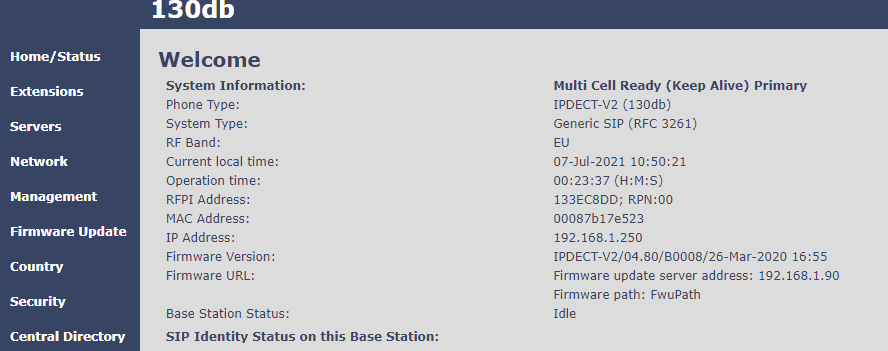 130db
Home/Status
Extensions
Servers
Network
Management
Firmware Update
Country
Security
Central Directory
Welcome
System Information: Multi Cell Ready (Keep Alive) Primary
Phone Type: IPDECT-V2 (130db)
System Type: Generic SIP (RFC 3261)
RF Band: EU
Current local time: 07-Jul-2021 10:50:21
Operation time: 00:23:37 (H:M:S)
RFPI Address: 133EC8DD; RPN:00
MAC Address: 00087b17e523
IP Address: 192.168.1.250
Firmware Version: IPDECT-V2/04.80/B0008/26-Mar-2020 16:55
Firmware URL: Firmware update server address: 192.168.1.90
Firmware path: FwuPath
Base Station Status: Idle
SIP Identity Status on this Base Station: